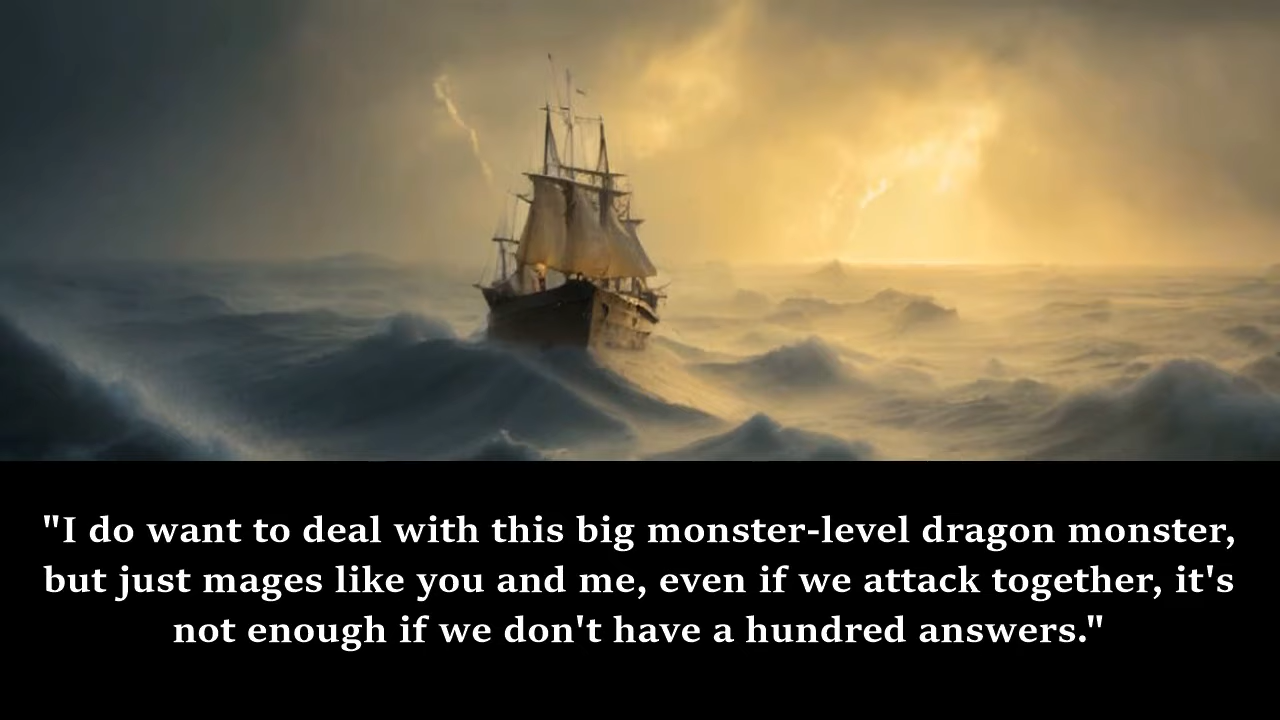 "I do want to deal with this big monster-level dragon monster,
but just mages like you and me, even if we attack together, it's
not enough if we don't have a hundred answers."